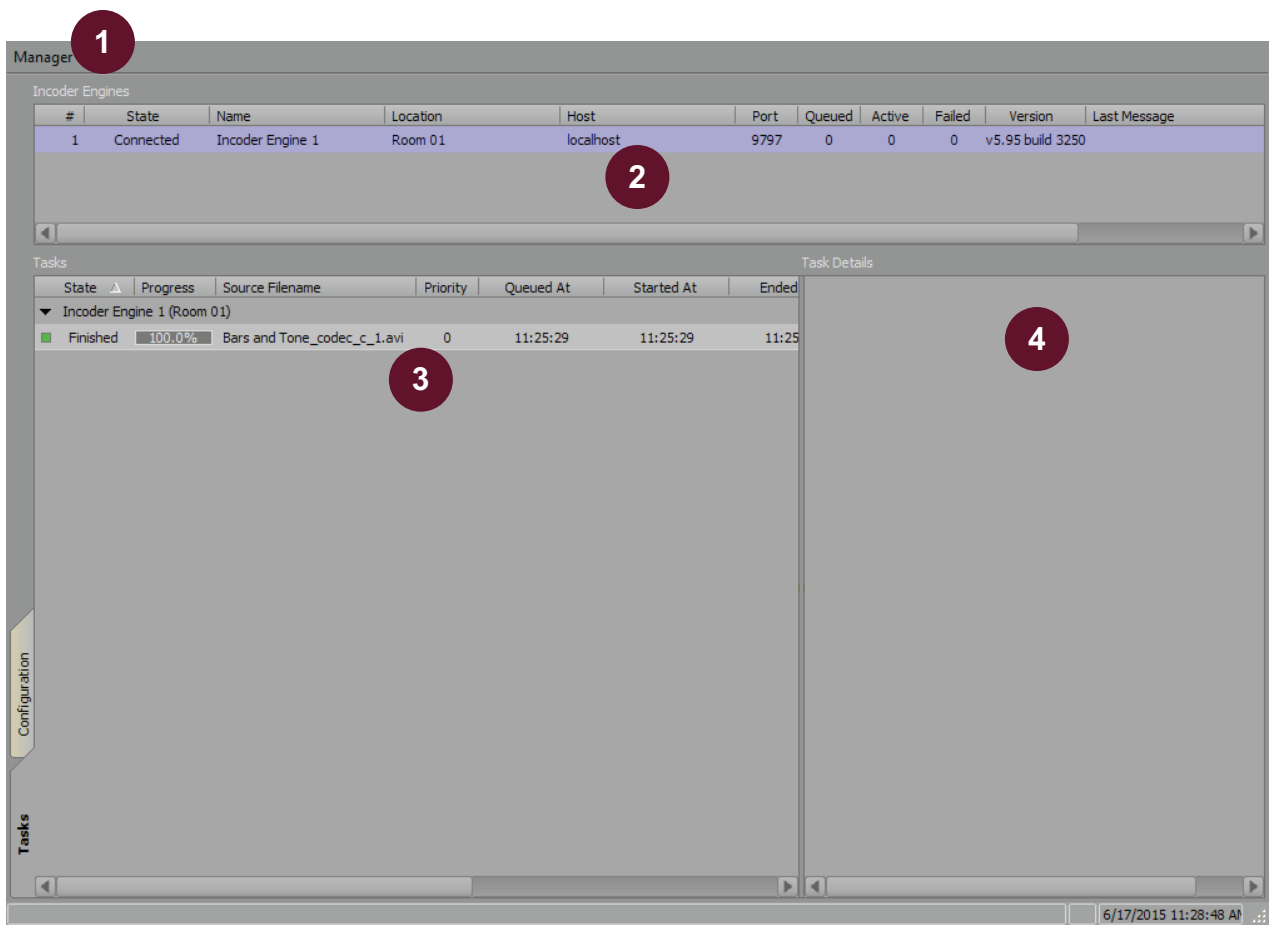 1
Manager
Incoder Engines
# State Name Location Host Port Queued Active Failed Version Last Message
1 Connected Incoder Engine 1 Room 01 localhost 9797 0 0 0 v5.95 build 3250
2
Tasks Task Details
State Progress Source Filename Priority Queued At Started At Ended
Incoder Engine 1 (Room 01)
Finished 100.0% Bars and Tone_codec_c_1.avi 0 11:25:29 11:25:29 11:25
3
4
Configuration
Tasks
6/17/2015 11:28:48 AM